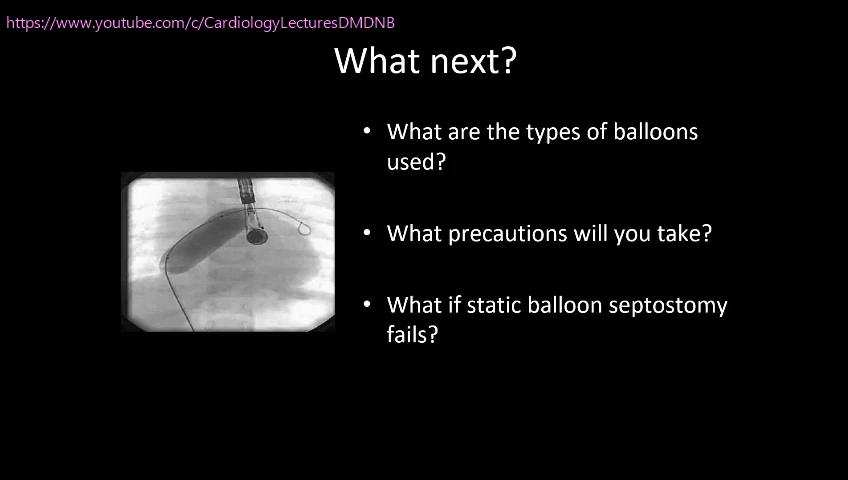 https://www.youtube.com/c/CardiologyLecturesDMDNB
What next?
• What are the types of balloons
used?
• What precautions will you take?
• What if static balloon septostomy
fails?